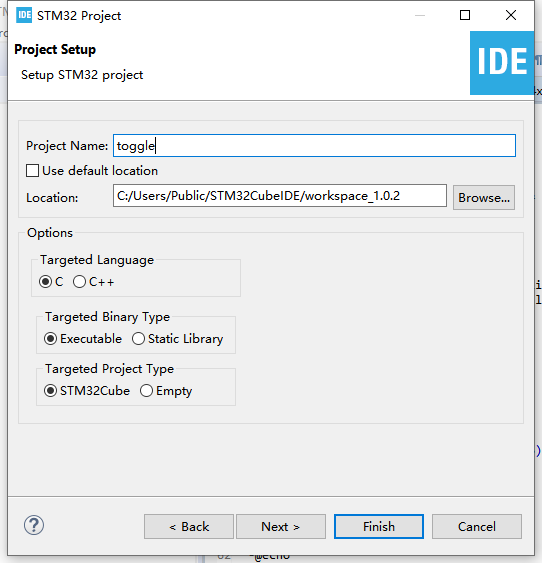 IDE STM32 Project
Project Setup
Setup STM32 project
IDE
Project Name: toggle
Use default location
Location: C:/Users/Public/STM32CubeIDE/workspace_1.0.2 Browse...
Options
Targeted Language
C C++
Targeted Binary Type
Executable Static Library
Targeted Project Type
STM32Cube Empty
? < Back Next > Finish Cancel